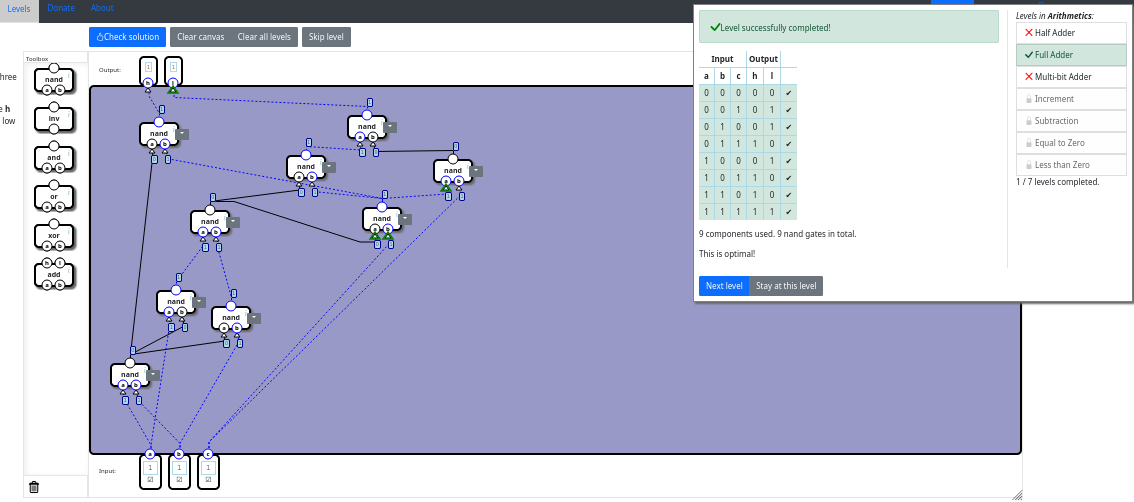 Levels Donate About
Check solution Clear canvas Clear all levels Skip level
Level successfully completed!
Input Output
a b c h l
0 0 0 0 0 ✔
0 0 1 0 1 ✔
0 1 0 0 1 ✔
0 1 1 1 0 ✔
1 0 0 0 1 ✔
1 0 1 1 0 ✔
1 1 0 1 0 ✔
1 1 1 1 1 ✔
9 components used. 9 nand gates in total.
This is optimal!
Next level Stay at this level
Levels in Arithmetics:
Half Adder
Full Adder
Multi-bit Adder
Increment
Subtraction
Equal to Zero
Less than Zero
1 / 7 levels completed.
hree
e h
low
Toolbox
nand
a b
inv
and
a b
or
a b
xor
a b
h l
add
a b
Output:
1 1
h
nand
a b
nand
a b
nand
a b
nand
a b
nand
a b
nand
a b
nand
a b
nand
a b
nand
a b
a b c
Input:
1 1 1